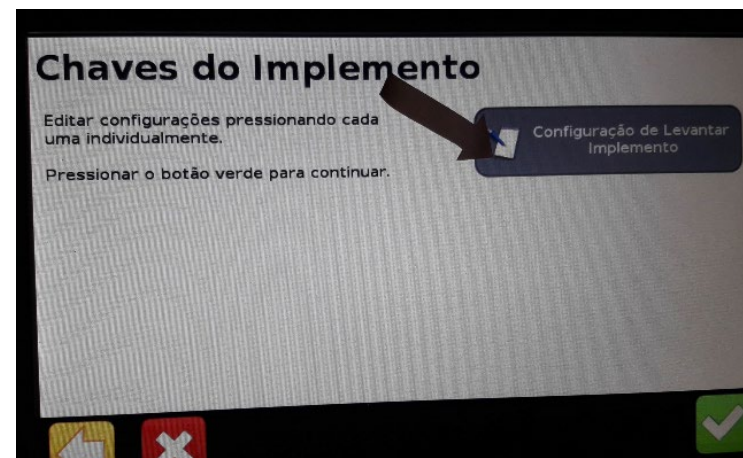 Chaves do Implemento
Editar configurações pressionando cada
uma individualmente.
Pressionar o botão verde para continuar.
Configuração de Levantar
Implemento